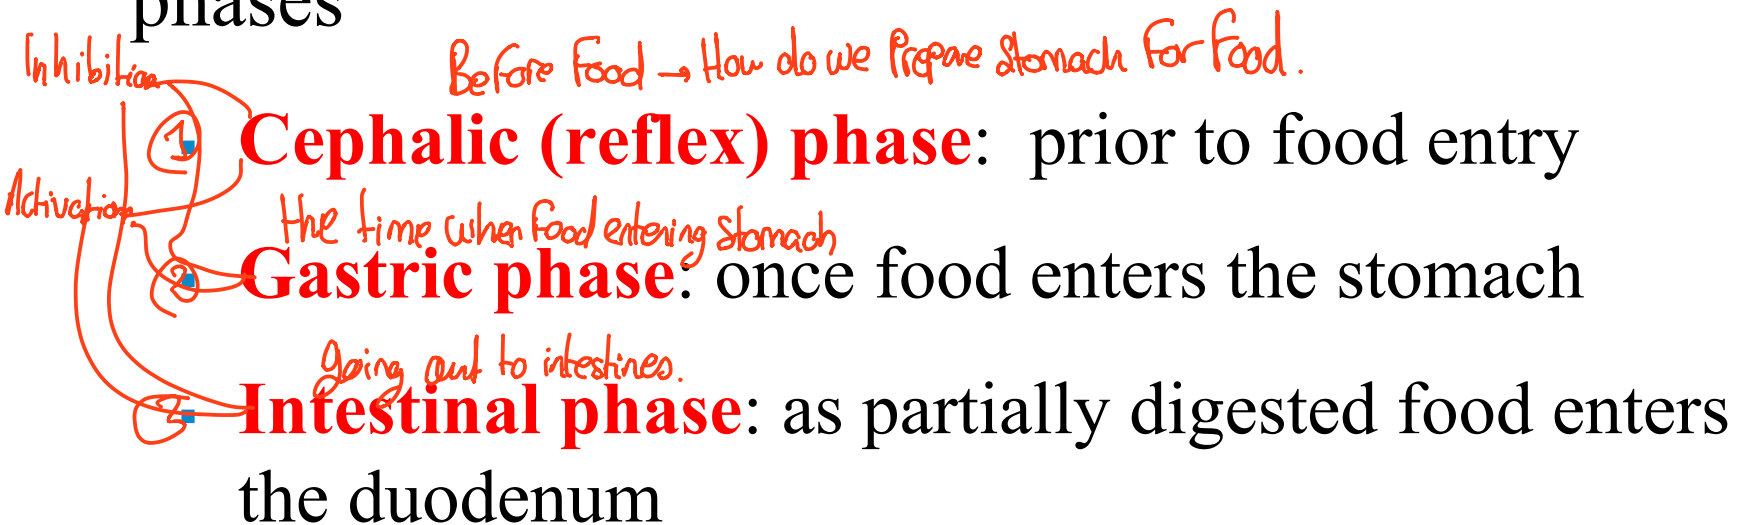 phases
Inhibition
Before Food → How do we Prepare Stomach For Food.
1 Cephalic (reflex) phase: prior to food entry
Activation
the time when Food entering Stomach
2 Gastric phase: once food enters the stomach
going out to intestines.
3 Intestinal phase: as partially digested food enters
the duodenum